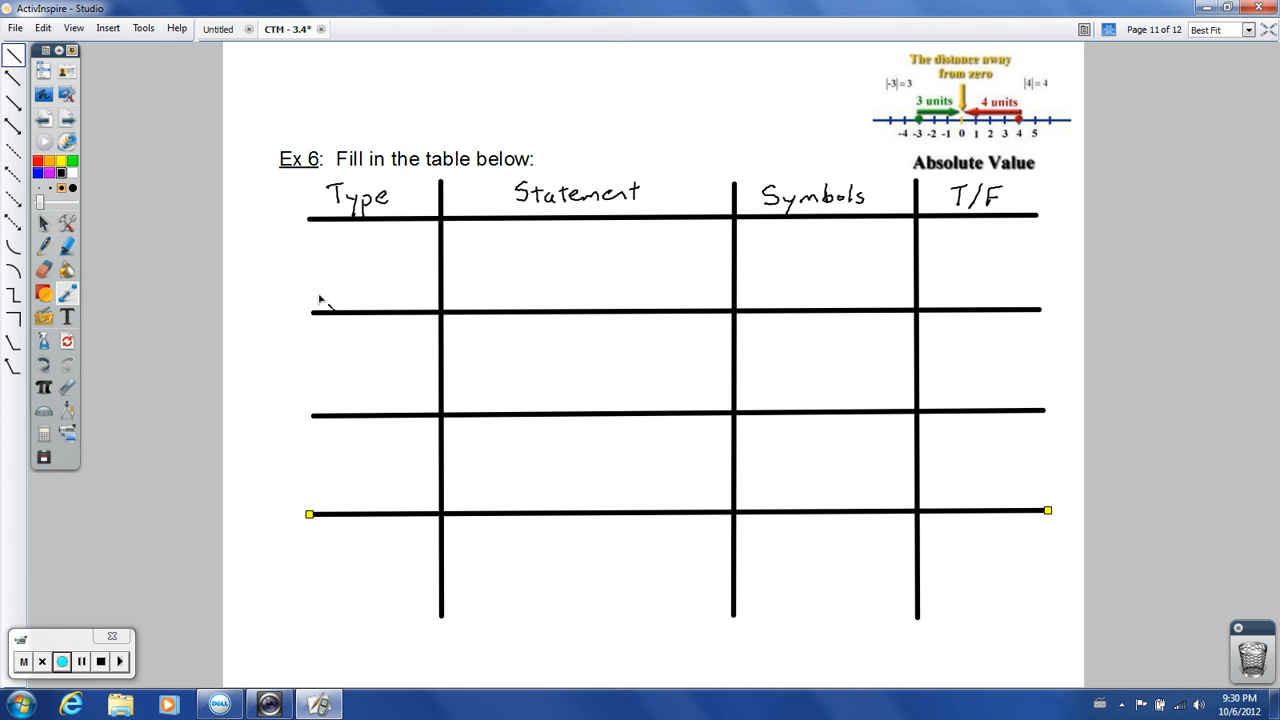 ActivInspire - Studio
File Edit View Insert Tools Help Untitled CTM - 3.4* Page 11 of 12 Best Fit
The distance away
from zero
|-3|=3 |4|=4
3 units 4 units
-4 -3 -2 -1 0 1 2 3 4 5
Absolute Value
Ex 6: Fill in the table below:
Type Statement Symbols T/F
M
DELL
9:30 PM
10/6/2012